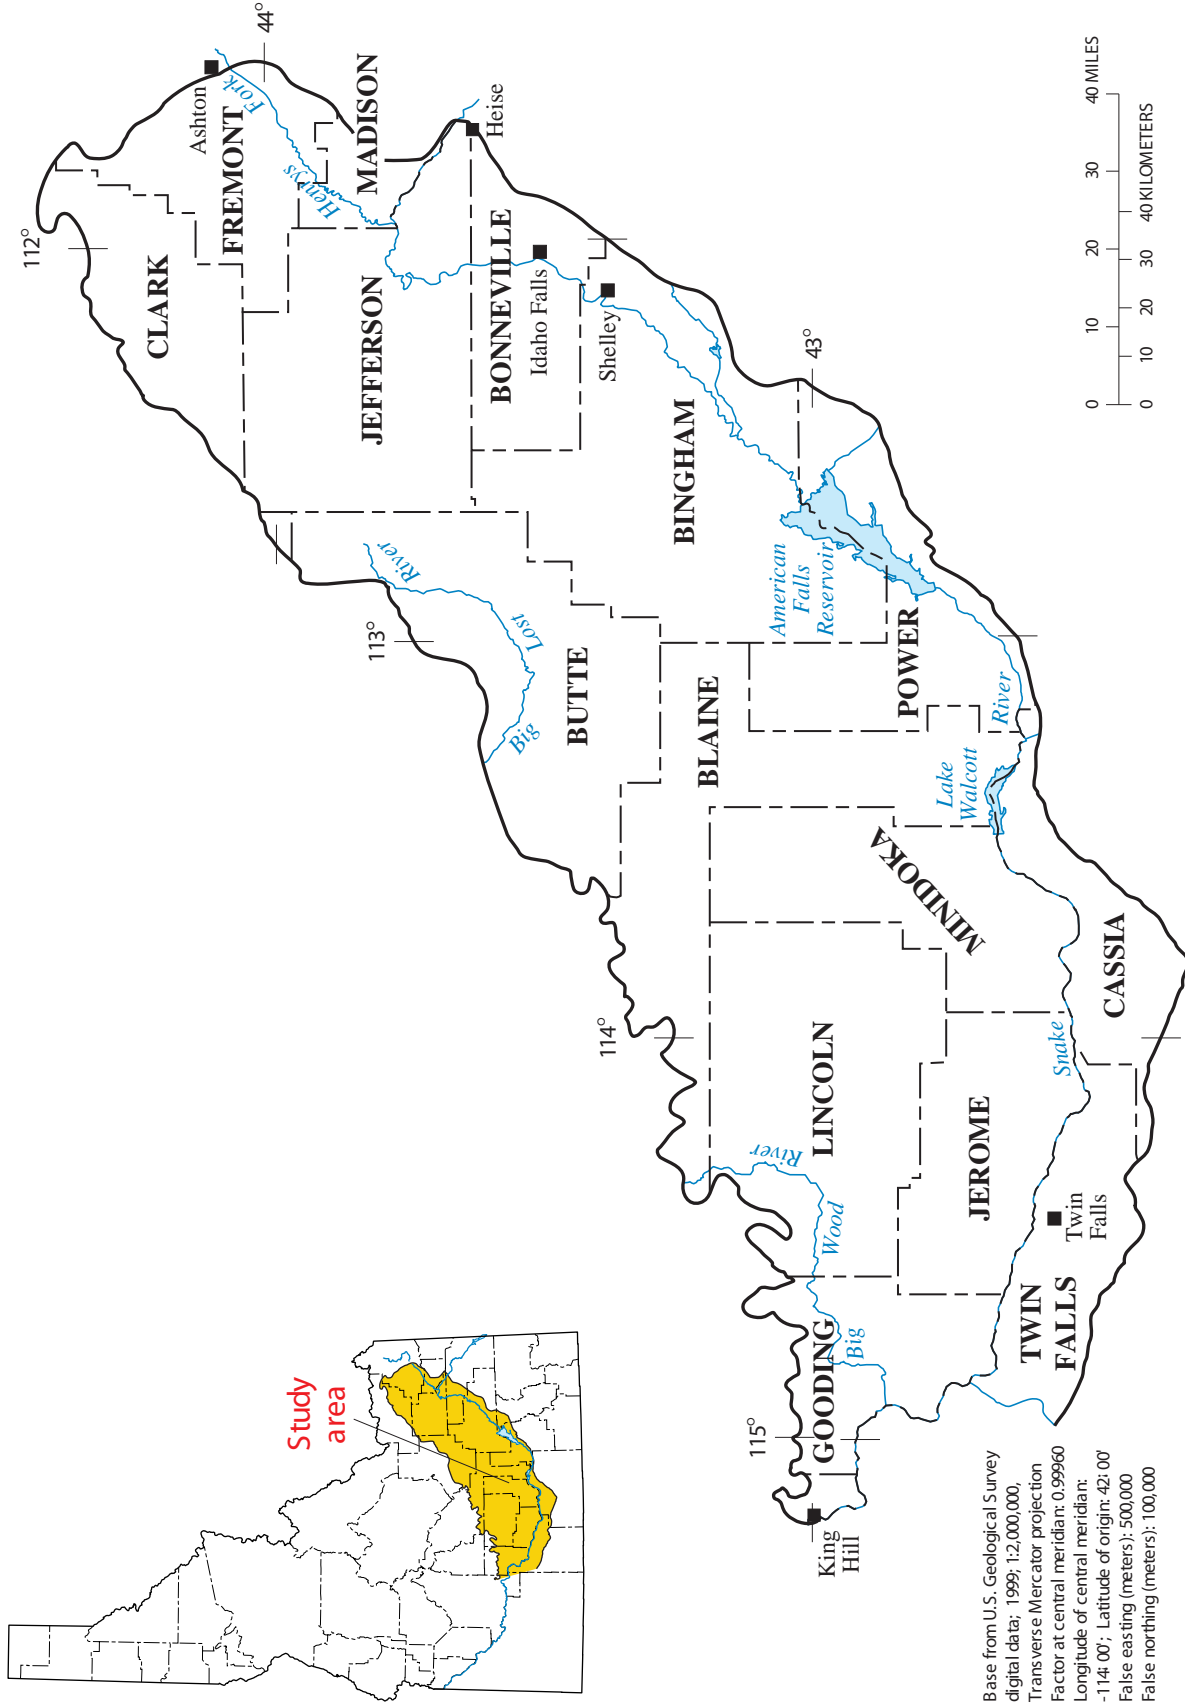 Study
area
112°
44°
Ashton
Fork
Henrys
FREMONT
MADISON
CLARK
JEFFERSON
Heise
BONNEVILLE
Idaho Falls
Shelley
113°
River
Lost
Big
BUTTE
BINGHAM
43°
American
Falls
Reservoir
BLAINE
POWER
River
Lake
Walcott
MINIDOKA
CASSIA
114°
LINCOLN
River
Wood
Big
JEROME
Snake
Twin
Falls
TWIN
FALLS
115°
GOODING
King
Hill
0 10 20 30 40 MILES
0 10 20 30 40 KILOMETERS
Base from U.S. Geological Survey
digital data; 1999; 1:2,000,000,
Transverse Mercator projection
Factor at central meridian: 0.99960
Longitude of central meridian:
-114¡ 00'; Latitude of origin: 42¡ 00'
False easting (meters): 500,000
False northing (meters): 100,000